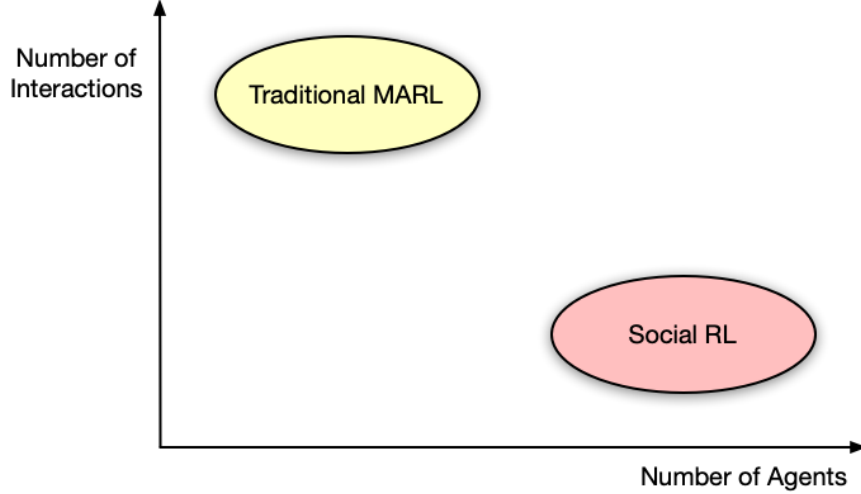 Number of
Interactions
Traditional MARL
Social RL
Number of Agents